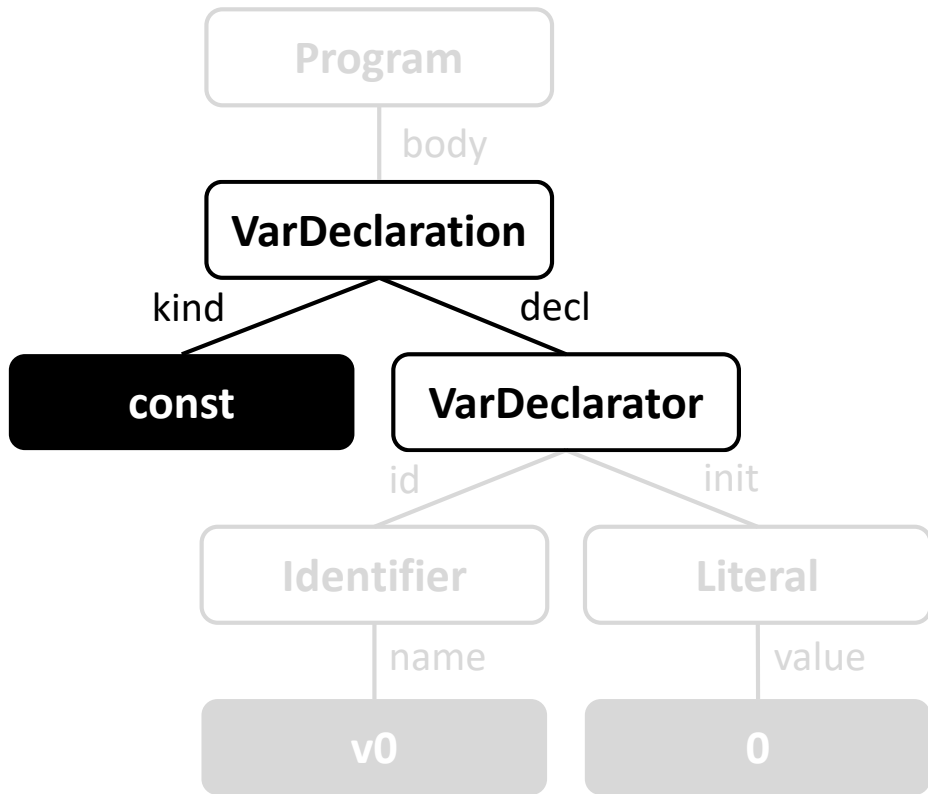 Program
body
VarDeclaration
kind decl
const VarDeclarator
id init
Identifier Literal
name value
v0 0